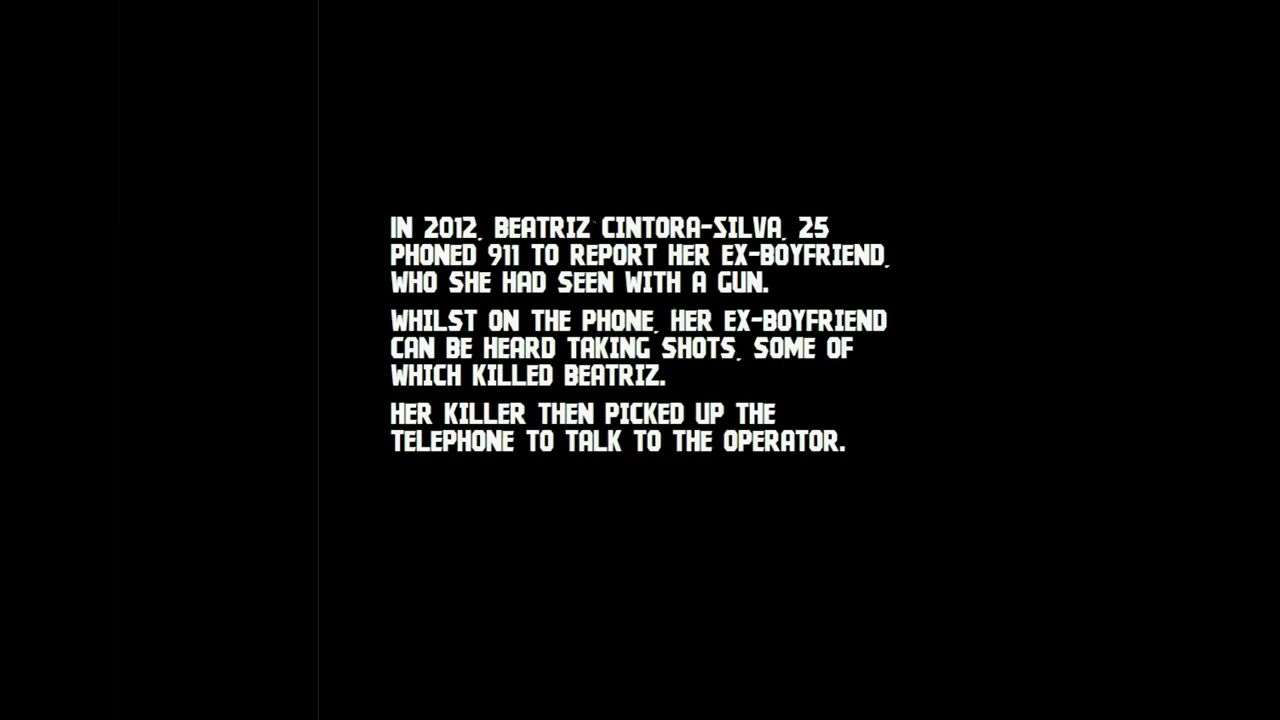 IN 2012, BEATRIZ CINTORA-SILVA, 25
PHONED 911 TO REPORT HER EX-BOYFRIEND,
WHO SHE HAD SEEN WITH A GUN.
WHILST ON THE PHONE, HER EX-BOYFRIEND
CAN BE HEARD TAKING SHOTS, SOME OF
WHICH KILLED BEATRIZ.
HER KILLER THEN PICKED UP THE
TELEPHONE TO TALK TO THE OPERATOR.